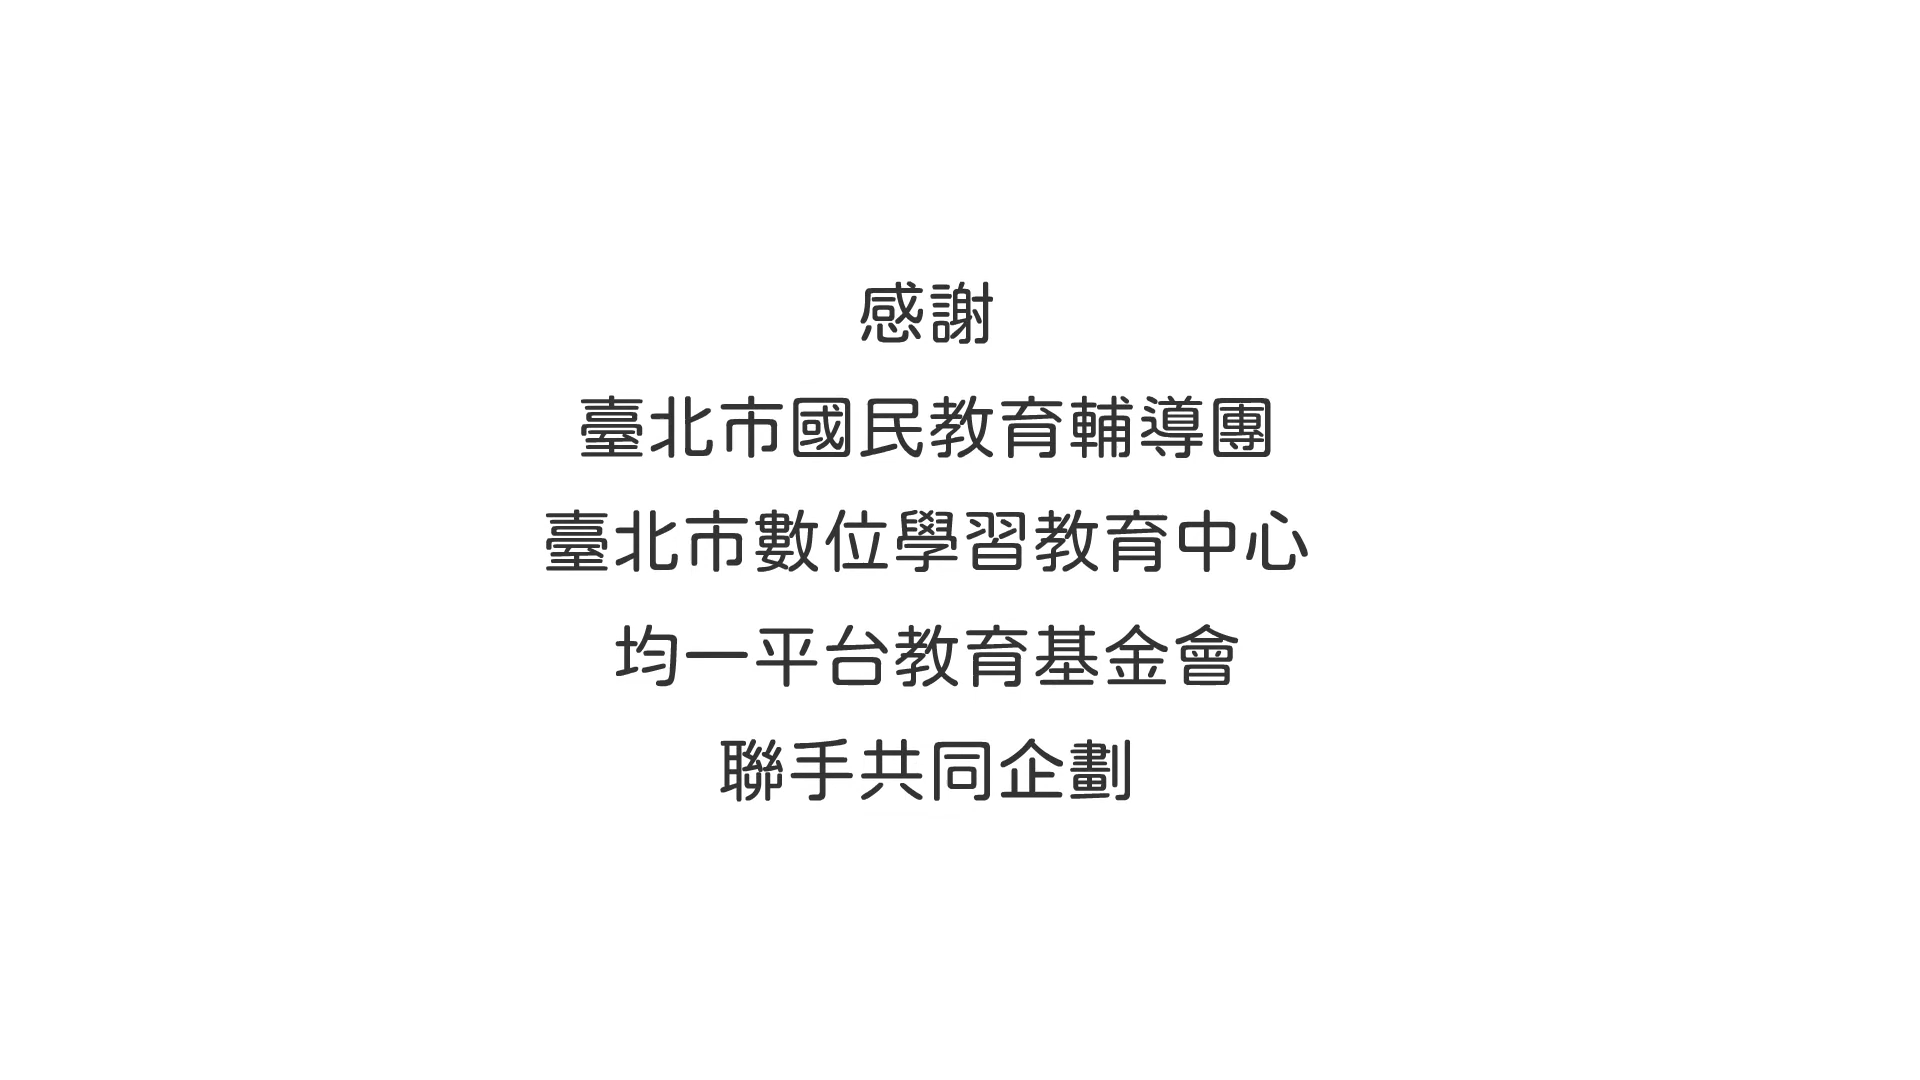 感謝
臺北市國民教育輔導團
臺北市數位學習教育中心
均一平台教育基金會
聯手共同企劃